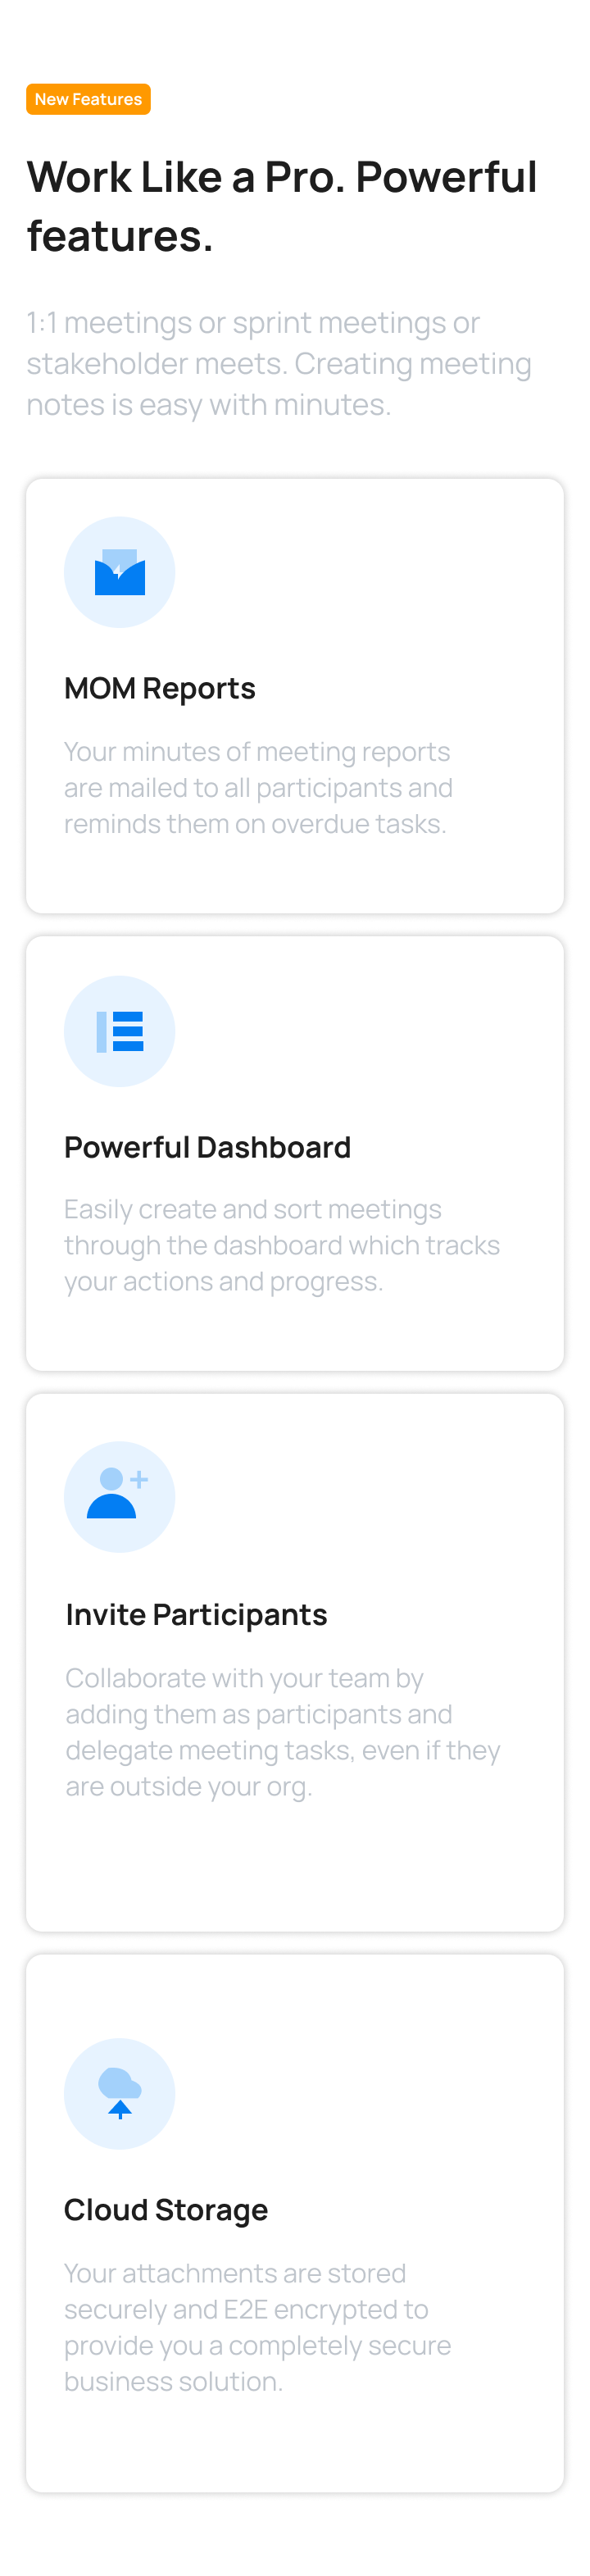 New Features
Work Like a Pro. Powerful
features.
1:1 meetings or sprint meetings or
stakeholder meets. Creating meeting
notes is easy with minutes.
MOM Reports
Your minutes of meeting reports
are mailed to all participants and
reminds them on overdue tasks.
Powerful Dashboard
Easily create and sort meetings
through the dashboard which tracks
your actions and progress.
Invite Participants
Collaborate with your team by
adding them as participants and
delegate meeting tasks, even if they
are outside your org.
Cloud Storage
Your attachments are stored
securely and E2E encrypted to
provide you a completely secure
business solution.